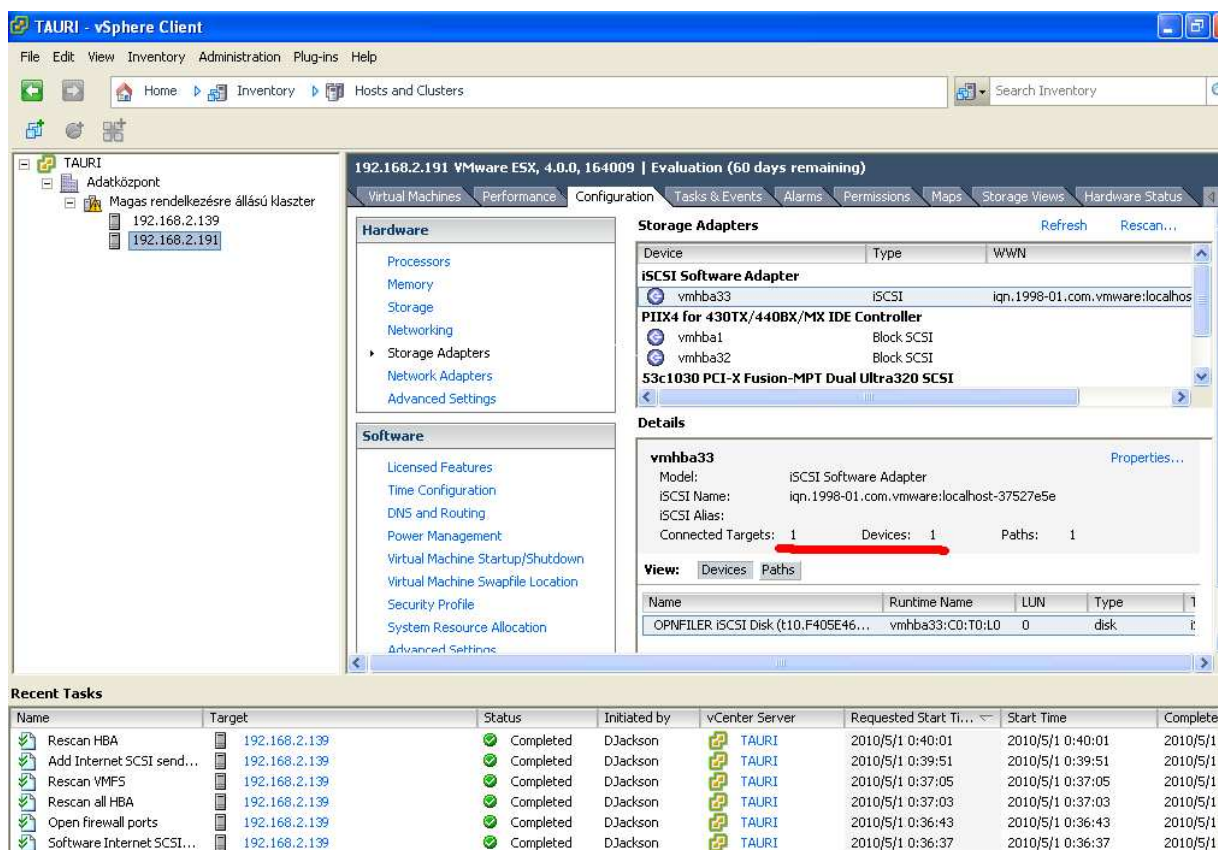 TAURI - vSphere Client
File Edit View Inventory Administration Plug-ins Help
Home Inventory Hosts and Clusters
Search Inventory
TAURI
Adatközpont
Magas rendelkezésre állású klaszter
192.168.2.139
192.168.2.191
192.168.2.191 VMware ESX, 4.0.0, 164009 | Evaluation (60 days remaining)
Virtual Machines Performance Configuration Tasks & Events Alarms Permissions Maps Storage Views Hardware Status
Hardware
Processors
Memory
Storage
Networking
Storage Adapters
Network Adapters
Advanced Settings
Software
Licensed Features
Time Configuration
DNS and Routing
Power Management
Virtual Machine Startup/Shutdown
Virtual Machine Swapfile Location
Security Profile
System Resource Allocation
Advanced Settings
Storage Adapters Refresh Rescan...
Device Type WWN
iSCSI Software Adapter
vmhba33 iSCSI iqn.1998-01.com.vmware:localhos
PIIX4 for 430TX/440BX/MX IDE Controller
vmhba1 Block SCSI
vmhba32 Block SCSI
53c1030 PCI-X Fusion-MPT Dual Ultra320 SCSI
Details
vmhba33 Properties...
Model: iSCSI Software Adapter
iSCSI Name: iqn.1998-01.com.vmware:localhost-37527e5e
iSCSI Alias:
Connected Targets: 1 Devices: 1 Paths: 1
View: Devices Paths
Name Runtime Name LUN Type T
OPNFILER iSCSI Disk (t10.F405E46... vmhba33:C0:T0:L0 0 disk
Recent Tasks
Name Target Status Initiated by vCenter Server Requested Start Ti... Start Time Complete
Rescan HBA 192.168.2.139 Completed DJackson TAURI 2010/5/1 0:40:01 2010/5/1 0:40:01 2010/5/1
Add Internet SCSI send... 192.168.2.139 Completed DJackson TAURI 2010/5/1 0:39:51 2010/5/1 0:39:51 2010/5/1
Rescan VMFS 192.168.2.139 Completed DJackson TAURI 2010/5/1 0:37:05 2010/5/1 0:37:05 2010/5/1
Rescan all HBA 192.168.2.139 Completed DJackson TAURI 2010/5/1 0:37:03 2010/5/1 0:37:03 2010/5/1
Open firewall ports 192.168.2.139 Completed DJackson TAURI 2010/5/1 0:36:43 2010/5/1 0:36:43 2010/5/1
Software Internet SCSI... 192.168.2.139 Completed DJackson TAURI 2010/5/1 0:36:37 2010/5/1 0:36:37 2010/5/1